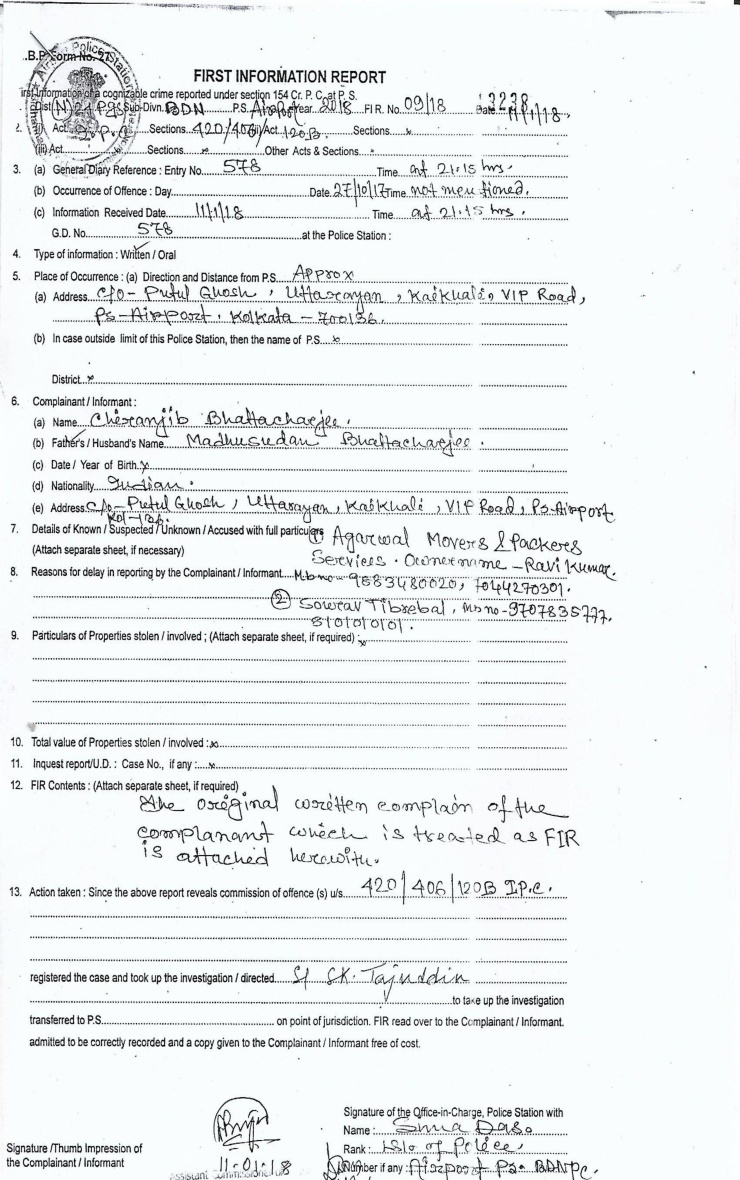 B.P. Form No. 27
FIRST INFORMATION REPORT
First Information of a cognizable crime reported under section 154 Cr. P. C. at P. S.
Dist (N) 24 Pgs Sub-Divn. BDN P.S. Airport Year 2018 F.I.R. No. 09/18 Date 11/1/18.
3238
2. (i) Act I.P.C Sections 420/406 (ii) Act 120B Sections x
(iii) Act Sections x Other Acts & Sections x
3. (a) General Diary Reference : Entry No. 578 Time at 21:15 hrs.
(b) Occurrence of Offence : Day Date 27/10/17 Time not mentioned.
(c) Information Received Date 11/1/18 Time at 21:15 hrs.
G.D. No. 578 at the Police Station :
4. Type of information : Written / Oral
5. Place of Occurrence : (a) Direction and Distance from P.S. Approx
(a) Address C/o- Putul Ghosh, Uttarayan, Kaikhali, VIP Road,
Ps- Airport. Kolkata - 700136.
(b) In case outside limit of this Police Station, then the name of P.S. x
District x
6. Complainant / Informant :
(a) Name Cheranjib Bhattacharjee.
(b) Father's / Husband's Name Madhusudan Bhattacharjee.
(c) Date / Year of Birth x
(d) Nationality Indian.
(e) Address C/o- Putul Ghosh, Uttarayan, Kaikhali, VIP Road, Ps-Airport
Kol-136.
7. Details of Known / Suspected / Unknown / Accused with full particulers ① Agarwal Movers & Packers
(Attach separate sheet, if necessary) Services. Owner name - Ravi Kumar.
8. Reasons for delay in reporting by the Complainant / Informant Mb no- 9883480020, 7044270301.
② Sourav Tibrebal, Mb no-9707835777.
8101010101.
9. Particulars of Properties stolen / involved ; (Attach separate sheet, if required) : x
10. Total value of Properties stolen / involved : x
11. Inquest report/U.D. : Case No., if any : x
12. FIR Contents : (Attach separate sheet, if required)
The original written complain of the
complanant which is treated as FIR
is attached herewith.
13. Action taken : Since the above report reveals commission of offence (s) u/s. 420/406/120B I.P.C.
registered the case and took up the investigation / directed SI SK. Tajuddin
to take up the investigation
transferred to P.S. on point of jurisdiction. FIR read over to the Complainant / Informant.
admitted to be correctly recorded and a copy given to the Complainant / Informant free of cost.
Signature of the Office-in-Charge, Police Station with
Name :
Signature /Thumb Impression of
the Complainant / Informant
Rank : of Police,
11-01-18
Number if any : Airport Ps. BDNPC.